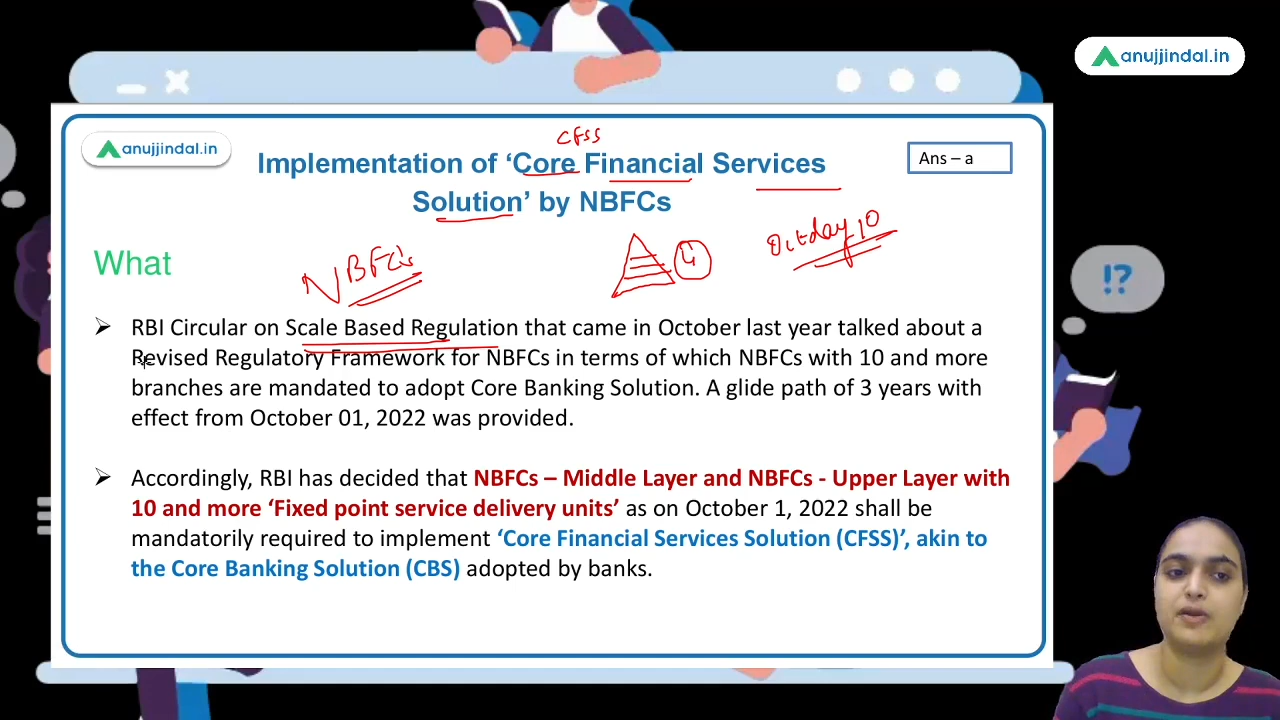 anujjindal.in
anujjindal.in
CFSS
Implementation of ‘Core Financial Services
Solution’ by NBFCs
Ans – a
What
NBFCs
4
Oct day 10
➢ RBI Circular on Scale Based Regulation that came in October last year talked about a
Revised Regulatory Framework for NBFCs in terms of which NBFCs with 10 and more
branches are mandated to adopt Core Banking Solution. A glide path of 3 years with
effect from October 01, 2022 was provided.
➢ Accordingly, RBI has decided that NBFCs – Middle Layer and NBFCs - Upper Layer with
10 and more ‘Fixed point service delivery units’ as on October 1, 2022 shall be
mandatorily required to implement ‘Core Financial Services Solution (CFSS)’, akin to
the Core Banking Solution (CBS) adopted by banks.
!?